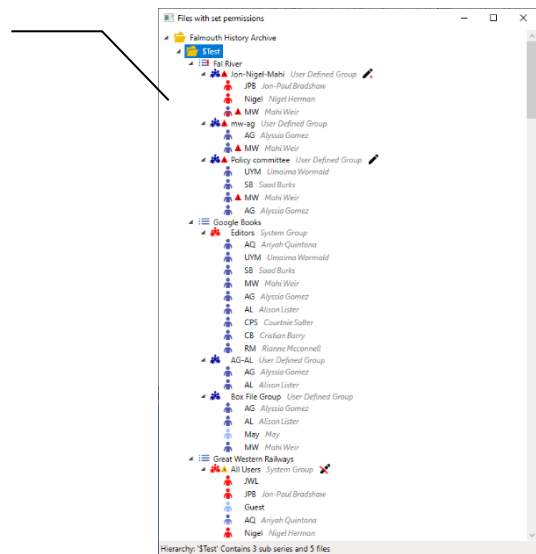 Files with set permissions
Falmouth History Archive
$Test
Fal River
Jon-Nigel-Mahi User Defined Group
JPB Jon-Paul Bradshaw
Nigel Nigel Herman
MW Mahi Weir
mw-ag User Defined Group
AG Alyssia Gomez
MW Mahi Weir
Policy committee User Defined Group
UYM Umaima Wormald
SB Saad Burks
MW Mahi Weir
AG Alyssia Gomez
Google Books
Editors System Group
AQ Ariyah Quintana
UYM Umaima Wormald
SB Saad Burks
MW Mahi Weir
AG Alyssia Gomez
AL Alison Lister
CPS Courtnie Salter
CB Cristian Barry
RM Rianne Mcconnell
AG-AL User Defined Group
AG Alyssia Gomez
AL Alison Lister
Box File Group User Defined Group
AG Alyssia Gomez
AL Alison Lister
May May
MW Mahi Weir
Great Western Railways
All Users System Group
JWL
JPB Jon-Paul Bradshaw
Guest
AQ Ariyah Quintana
Nigel Nigel Herman
Hierarchy: '$Test' Contains 3 sub series and 5 files